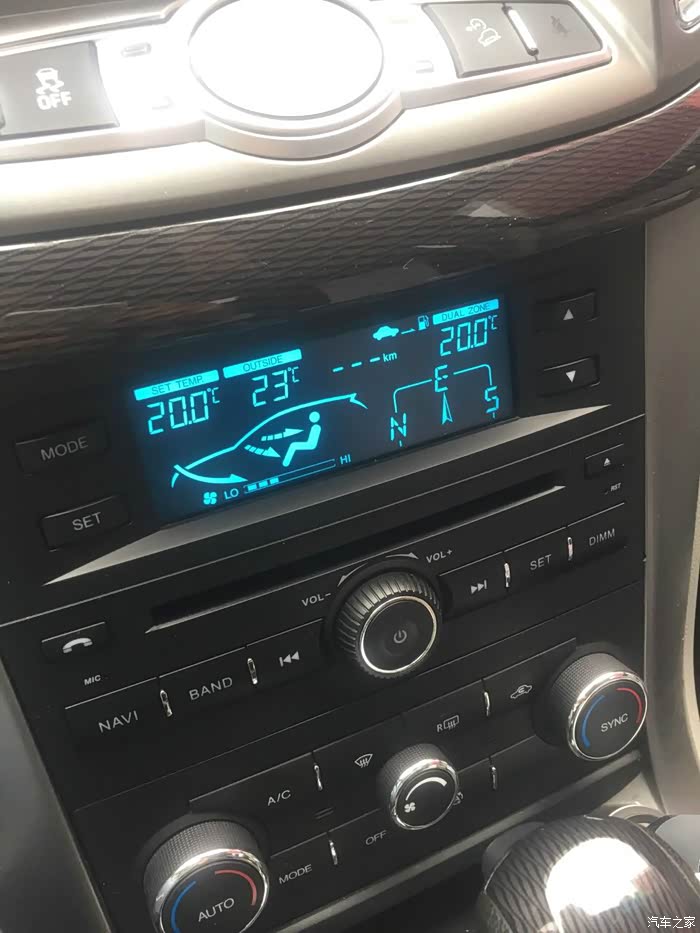 OFF
SET TEMP
OUTSIDE
DUAL ZONE
20.0℃
23℃
--- km
20.0℃
N E S
LO HI
MODE
SET
VOL- VOL+
RST
SET
DIMM
MIC
NAVI
BAND
R
SYNC
A/C
MODE
OFF
AUTO
汽车之家